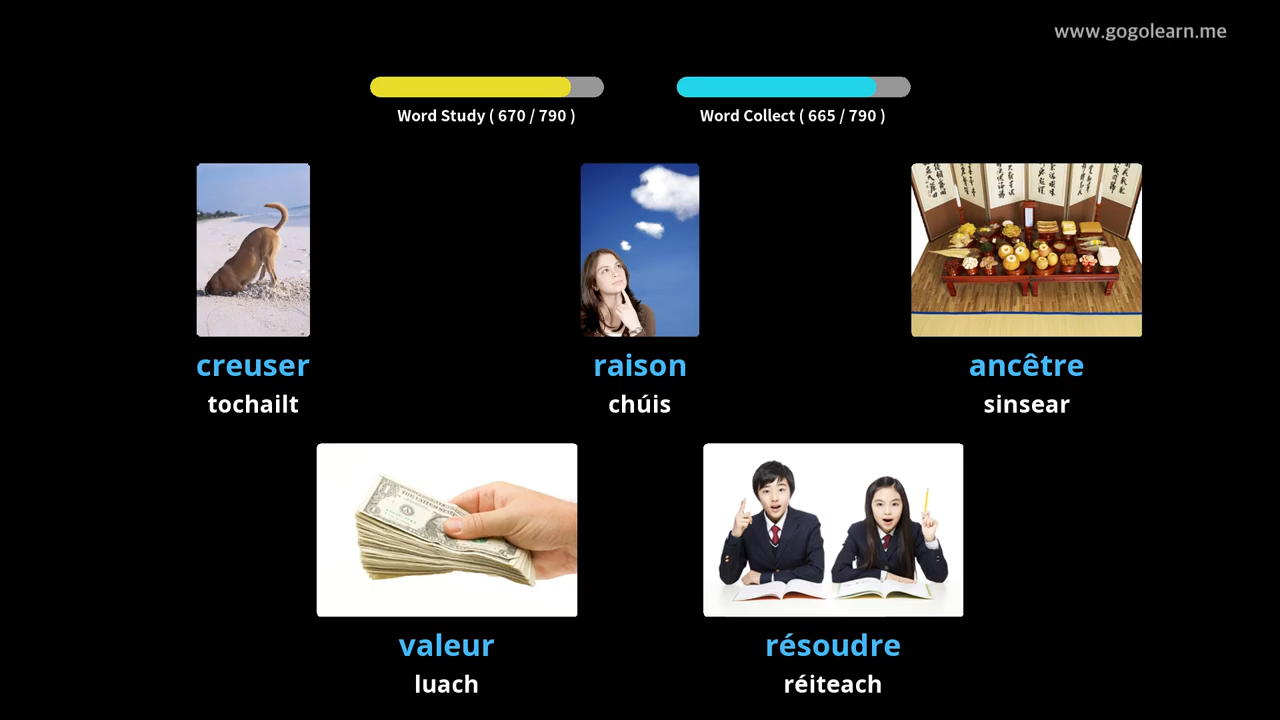 www.gogolearn.me
Word Study ( 670 / 790 )
Word Collect ( 665 / 790 )
creuser
tochailt
raison
chúis
ancêtre
sinsear
valeur
luach
résoudre
réiteach